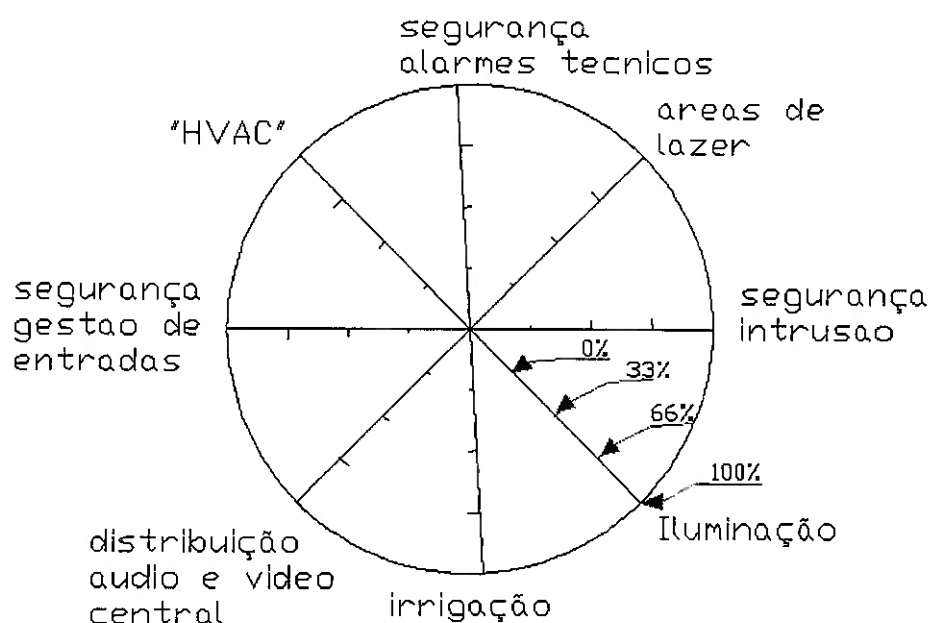 segurança
alarmes tecnicos
areas de
lazer
"HVAC"
segurança
gestao de
entradas
segurança
intrusao
0%
33%
66%
100%
Iluminação
distribuição
audio e video
central
irrigação